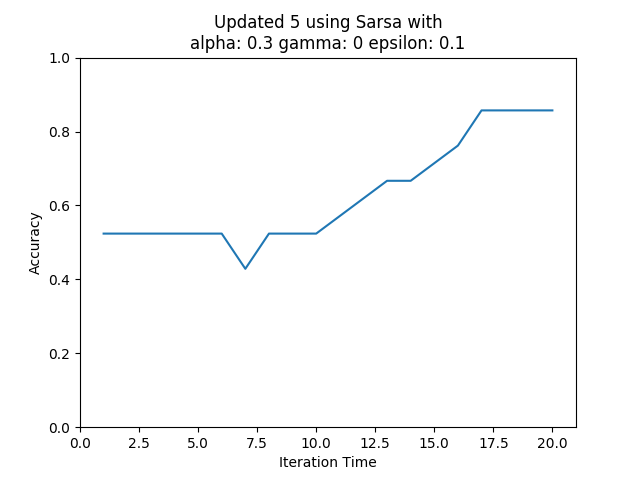 Updated 5 using Sarsa with
alpha: 0.3 gamma: 0 epsilon: 0.1
1.0
0.8
0.6
0.4
0.2
0.0
Accuracy
0.0 2.5 5.0 7.5 10.0 12.5 15.0 17.5 20.0
Iteration Time